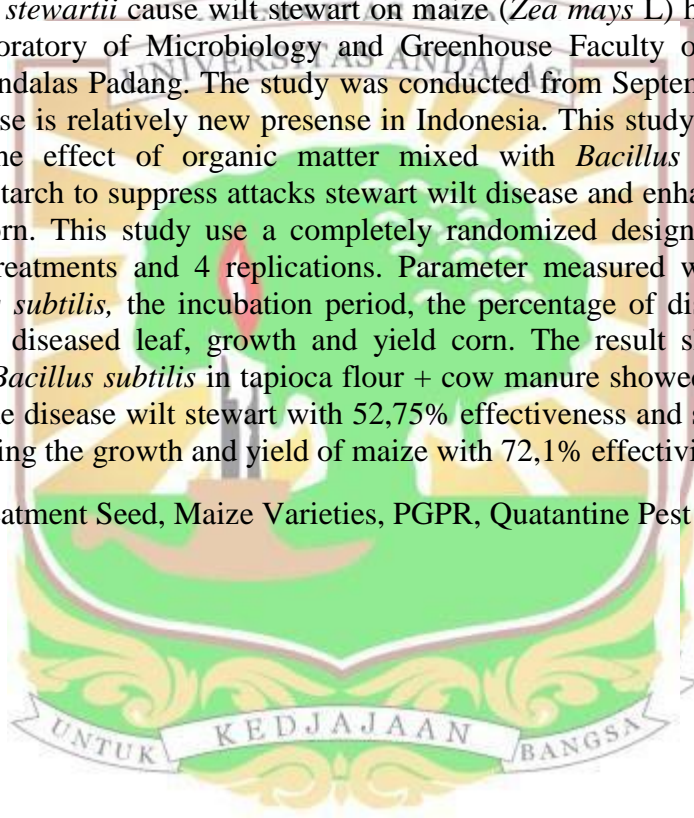 stewartii cause wilt stewart on maize (Zea mays L) h
oratory of Microbiology and Greenhouse Faculty o
ndalas Padang. The study was conducted from Septem
se is relatively new presense in Indonesia. This study
he effect of organic matter mixed with Bacillus
tarch to suppress attacks stewart wilt disease and enha
orn. This study use a completely randomized design
reatments and 4 replications. Parameter measured w
s subtilis, the incubation period, the percentage of di
diseased leaf, growth and yield corn. The result s
Bacillus subtilis in tapioca flour + cow manure showed
e disease wilt stewart with 52,75% effectiveness and s
ing the growth and yield of maize with 72,1% effectivi
eatment Seed, Maize Varieties, PGPR, Quatantine Pest
UNIVERSITAS ANDALAS
UNTUK KEDJAJAAN BANGSA